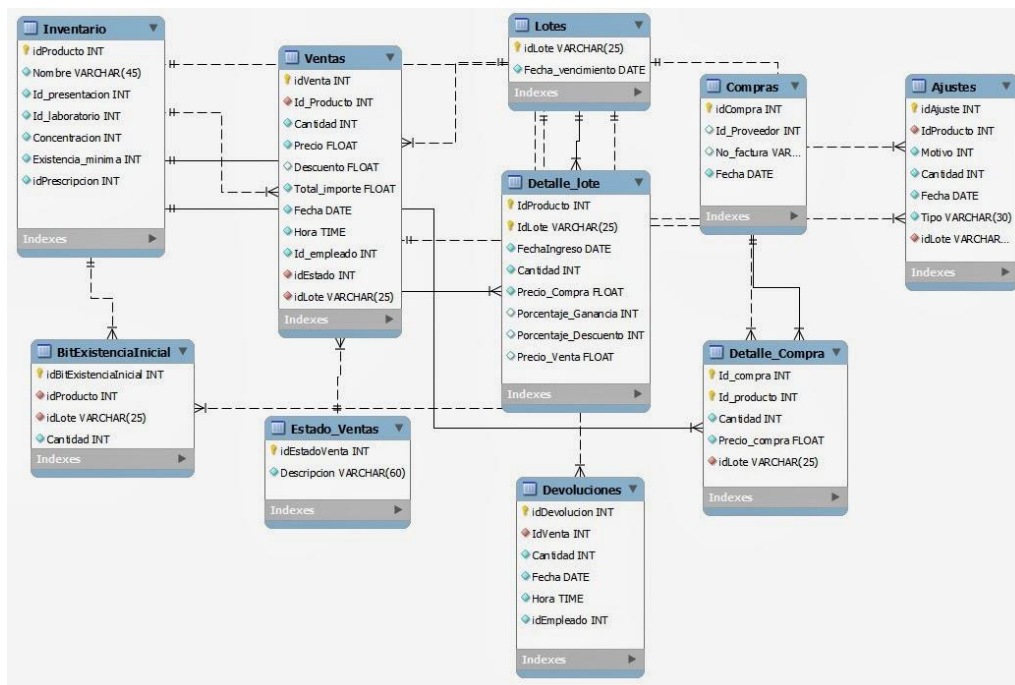 Inventario
idProducto INT
Nombre VARCHAR(45)
Id_presentacion INT
Id_laboratorio INT
Concentracion INT
Existencia_minima INT
idPrescripcion INT
Indexes
Ventas
idVenta INT
Id_Producto INT
Cantidad INT
Precio FLOAT
Descuento FLOAT
Total_importe FLOAT
Fecha DATE
Hora TIME
Id_empleado INT
idEstado INT
idLote VARCHAR(25)
Indexes
Lotes
idLote VARCHAR(25)
Fecha_vencimiento DATE
Indexes
Compras
idCompra INT
Id_Proveedor INT
No_factura VAR...
Fecha DATE
Indexes
Ajustes
idAjuste INT
IdProducto INT
Motivo INT
Cantidad INT
Fecha DATE
Tipo VARCHAR(30)
idLote VARCHAR...
Indexes
Detalle_lote
IdProducto INT
IdLote VARCHAR(25)
FechaIngreso DATE
Cantidad INT
Precio_Compra FLOAT
Porcentaje_Ganancia INT
Porcentaje_Descuento INT
Precio_Venta FLOAT
Indexes
BitExistenciaInicial
idBitExistenciaInicial INT
idProducto INT
idLote VARCHAR(25)
Cantidad INT
Indexes
Estado_Ventas
idEstadoVenta INT
Descripcion VARCHAR(60)
Indexes
Detalle_Compra
Id_compra INT
Id_producto INT
Cantidad INT
Precio_compra FLOAT
idLote VARCHAR(25)
Indexes
Devoluciones
idDevolucion INT
IdVenta INT
Cantidad INT
Fecha DATE
Hora TIME
idEmpleado INT
Indexes